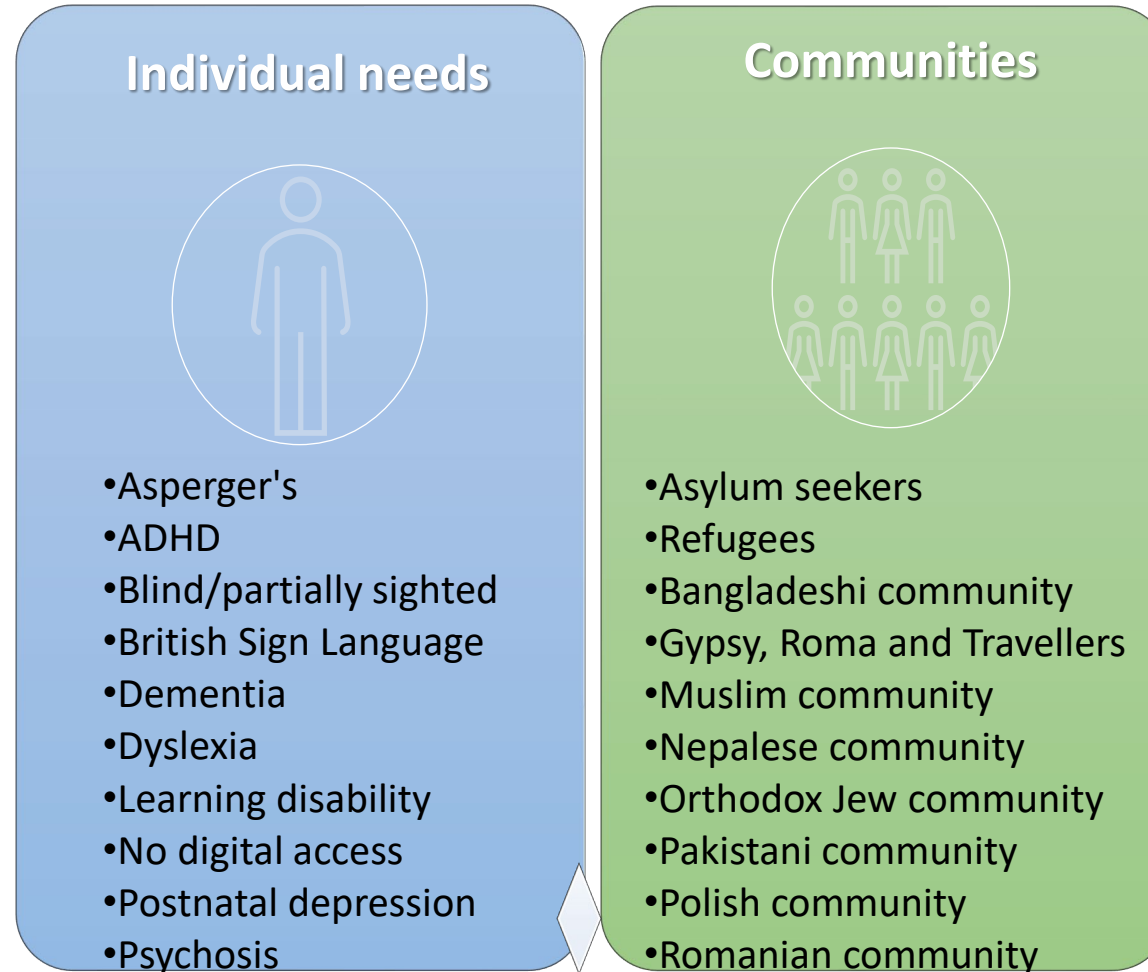 Individual needs
•Asperger's
•ADHD
•Blind/partially sighted
•British Sign Language
•Dementia
•Dyslexia
•Learning disability
•No digital access
•Postnatal depression
•Psychosis
Communities
•Asylum seekers
•Refugees
•Bangladeshi community
•Gypsy, Roma and Travellers
•Muslim community
•Nepalese community
•Orthodox Jew community
•Pakistani community
•Polish community
•Romanian community